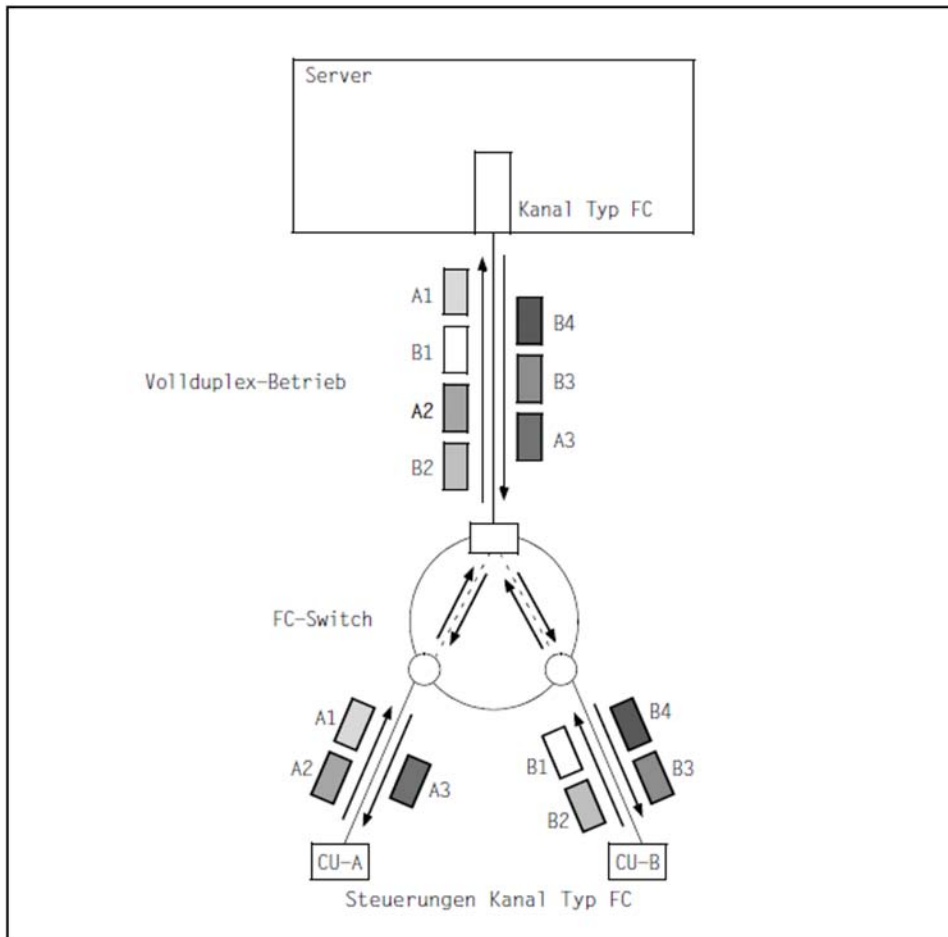 Server
Kanal Typ FC
A1
B4
B1
Vollduplex-Betrieb
B3
A2
A3
B2
FC-Switch
A1
B4
A2
A3
B1
B3
B2
CU-A
CU-B
Steuerungen Kanal Typ FC